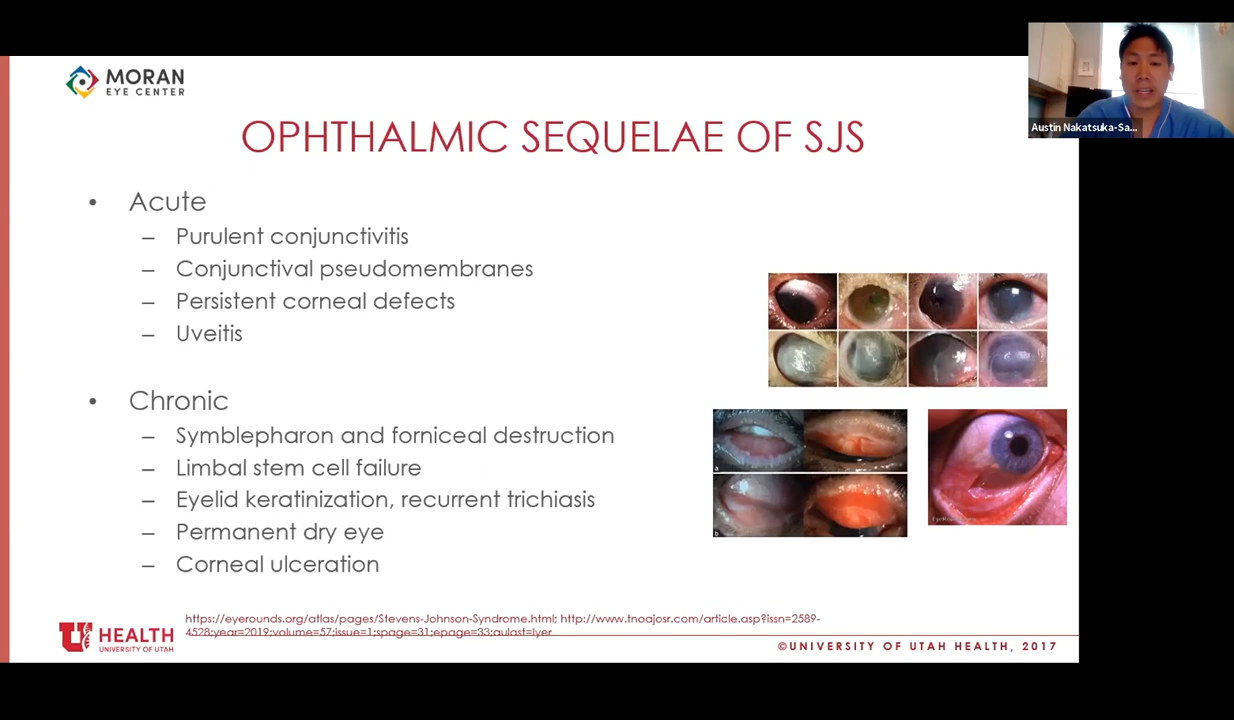 MORAN
EYE CENTER
Austin Nakatsuka-Sa...
OPHTHALMIC SEQUELAE OF SJS
• Acute
– Purulent conjunctivitis
– Conjunctival pseudomembranes
– Persistent corneal defects
– Uveitis
• Chronic
– Symblepharon and forniceal destruction
– Limbal stem cell failure
– Eyelid keratinization, recurrent trichiasis
– Permanent dry eye
– Corneal ulceration
a
b
https://eyerounds.org/atlas/pages/Stevens-Johnson-Syndrome.html; http://www.tnoajosr.com/article.asp?issn=2589-
4528;year=2019;volume=57;issue=1;spage=31;epage=33;aulast=Iyer
U HEALTH
UNIVERSITY OF UTAH
©UNIVERSITY OF UTAH HEALTH, 2017